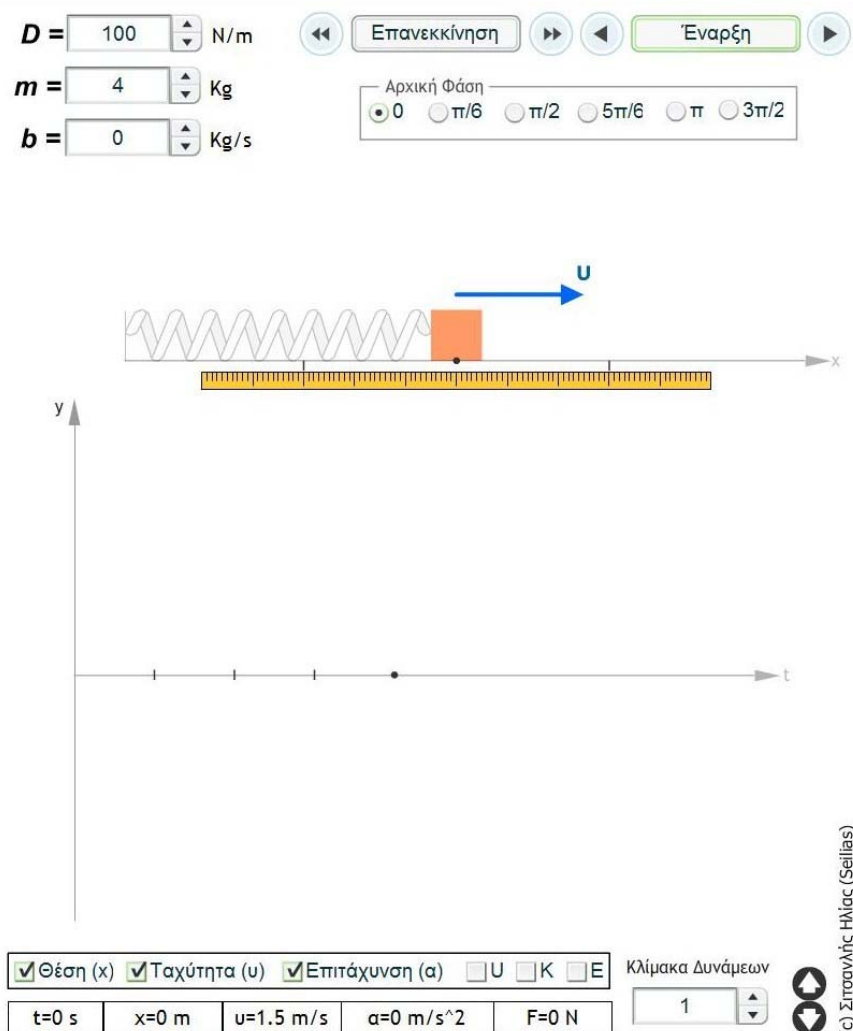 D = 100 N/m Επανεκκίνηση Έναρξη
m = 4 Kg
Αρχική Φάση
0 π/6 π/2 5π/6 π 3π/2
b = 0 Kg/s
U
x
y
t
Θέση (x) Ταχύτητα (υ) Επιτάχυνση (α) U K E
Κλίμακα Δυνάμεων
1
t=0 s x=0 m υ=1.5 m/s α=0 m/s^2 F=0 N
Σιτσανλής Ηλίας (Seilias)